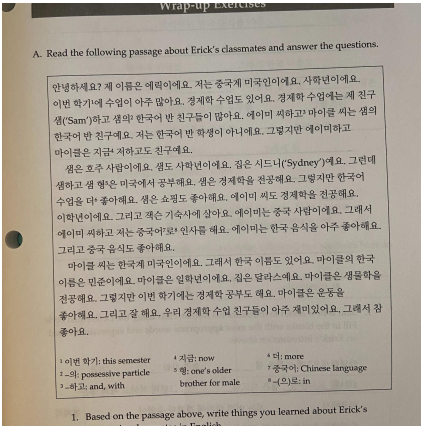 Wrap-up Exercises
A. Read the following passage about Erick's classmates and answer the questions.
안녕하세요? 제 이름은 에릭이에요. 저는 중국계 미국인이에요. 사학년이에요.
이번 학기¹에 수업이 아주 많아요. 경제학 수업도 있어요. 경제학 수업에는 제 친구
샘('Sam')하고 샘의² 한국어 반 친구들이 많아요. 에이미 씨하고³ 마이클 씨는 샘의
한국어 반 친구예요. 저는 한국어 반 학생이 아니에요. 그렇지만 에이미하고
마이클은 지금⁴ 저하고도 친구예요.
샘은 호주 사람이에요. 샘도 사학년이에요. 집은 시드니('Sydney')예요. 그런데
샘하고 샘 형⁵은 미국에서 공부해요. 샘은 경제학을 전공해요. 그렇지만 한국어
수업을 더⁶ 좋아해요. 샘은 쇼핑도 좋아해요. 에이미 씨도 경제학을 전공해요.
이학년이에요. 그리고 잭슨 기숙사에 살아요. 에이미는 중국 사람이에요. 그래서
에이미 씨하고 저는 중국어⁷로⁸ 인사를 해요. 에이미는 한국 음식을 아주 좋아해요.
그리고 중국 음식도 좋아해요.
마이클 씨는 한국계 미국인이에요. 그래서 한국 이름도 있어요. 마이클의 한국
이름은 민준이에요. 마이클은 일학년이에요. 집은 달라스예요. 마이클은 생물학을
전공해요. 그렇지만 이번 학기에는 경제학 공부도 해요. 마이클은 운동을
좋아해요. 그리고 잘 해요. 우리 경제학 수업 친구들이 아주 재미있어요. 그래서 참
좋아요.
¹ 이번 학기: this semester
² –의: possessive particle
³ –하고: and, with
⁴ 지금: now
⁵ 형: one's older
brother for male
⁶ 더: more
⁷ 중국어: Chinese language
⁸ –(으)로: in
1. Based on the passage above, write things you learned about Erick's